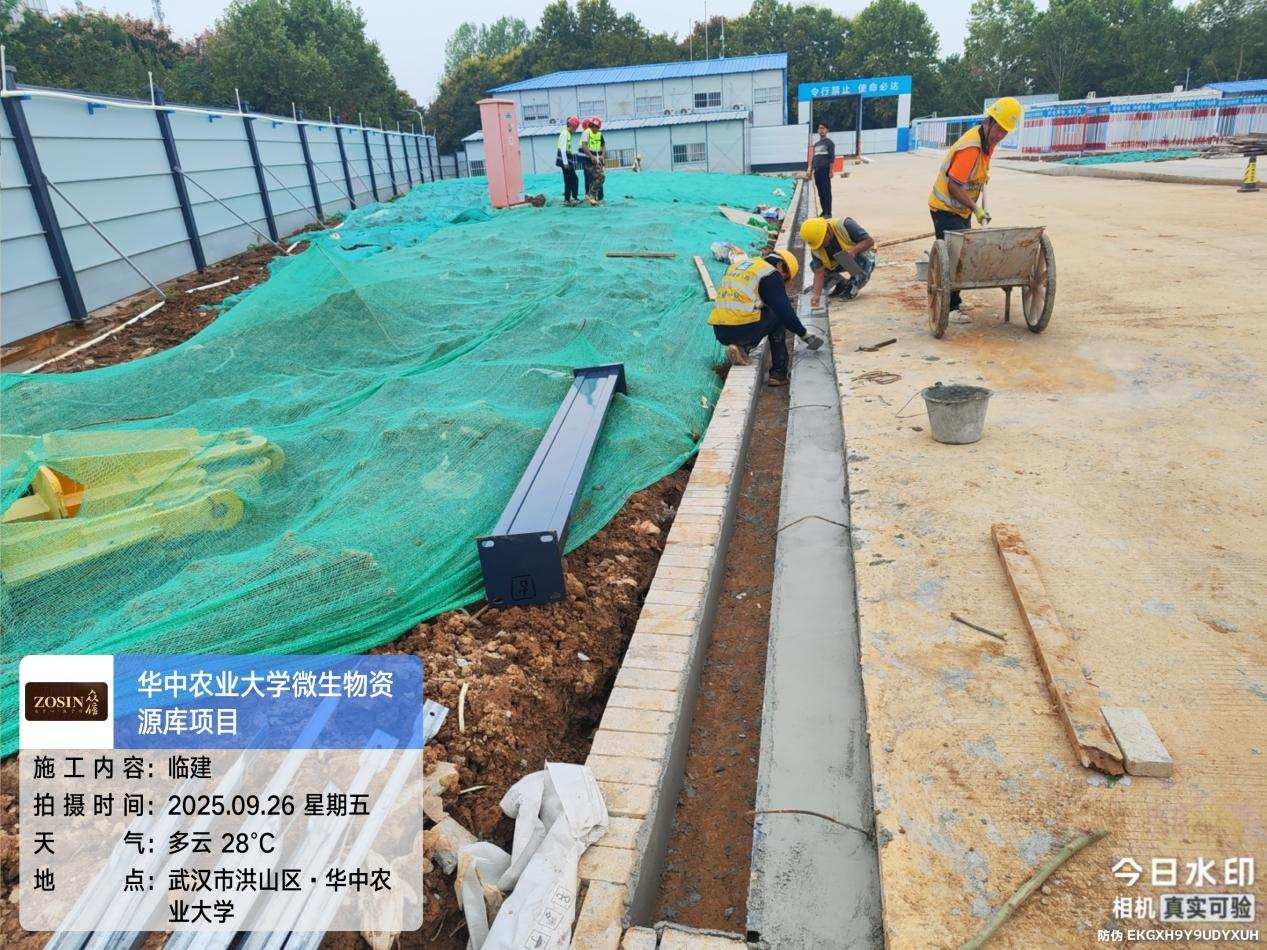 令行禁止 使命必达
ZOSIN 众信
华中农业大学微生物资
源库项目
施工内容：临建
拍摄时间：2025.09.26 星期五
天气：多云 28°C
地点：武汉市洪山区·华中农
业大学
今日水印
相机 真实可验
防伪 EKGXH9Y9UDYXUH